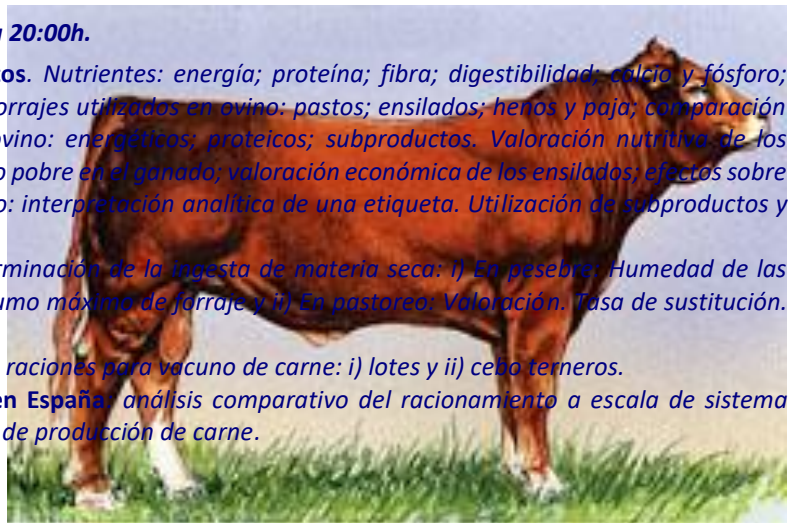 20:00h.
tos. Nutrientes: energía; proteína; fibra; digestibilidad; calcio y fósforo;
orrajes utilizados en ovino: pastos; ensilados; henos y paja; comparación
ovino: energéticos; proteicos; subproductos. Valoración nutritiva de los
o pobre en el ganado; valoración económica de los ensilados; efectos sobre
o: interpretación analítica de una etiqueta. Utilización de subproductos y
rminación de la ingesta de materia seca: i) En pesebre: Humedad de las
umo máximo de forraje y ii) En pastoreo: Valoración. Tasa de sustitución.
raciones para vacuno de carne: i) lotes y ii) cebo terneros.
en España: análisis comparativo del racionamiento a escala de sistema
de producción de carne.